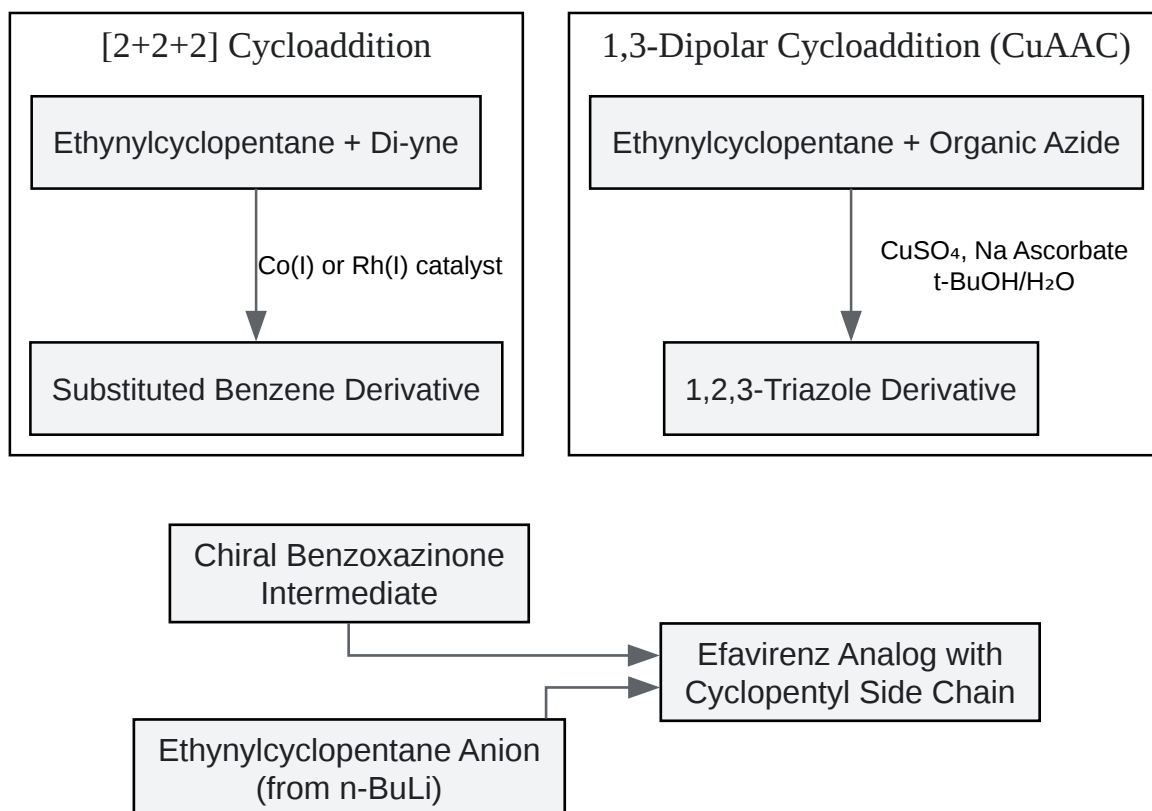 [2+2+2] Cycloaddition
Ethynylcyclopentane + Di-yne
Co(I) or Rh(I) catalyst
Substituted Benzene Derivative
1,3-Dipolar Cycloaddition (CuAAC)
Ethynylcyclopentane + Organic Azide
CuSO₄, Na Ascorbate
t-BuOH/H₂O
1,2,3-Triazole Derivative
Chiral Benzoxazinone
Intermediate
Ethynylcyclopentane Anion
(from n-BuLi)
Efavirenz Analog with
Cyclopentyl Side Chain